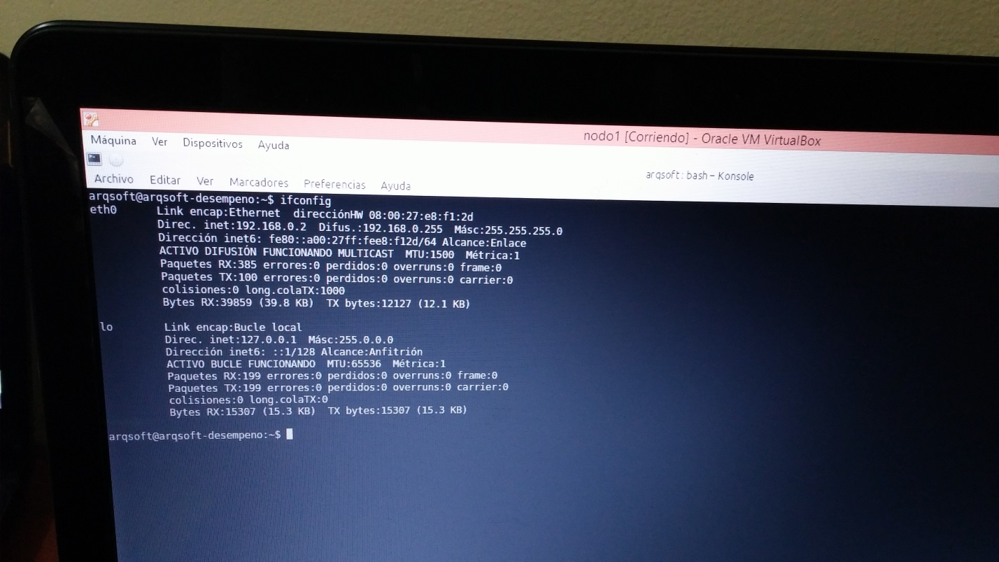 nodo1 [Corriendo] - Oracle VM VirtualBox
Máquina Ver Dispositivos Ayuda
arqsoft : bash – Konsole
Archivo Editar Ver Marcadores Preferencias Ayuda
arqsoft@arqsoft-desempeno:~$ ifconfig
eth0 Link encap:Ethernet direcciónHW 08:00:27:e8:f1:2d
Direc. inet:192.168.0.2 Difus.:192.168.0.255 Másc:255.255.255.0
Dirección inet6: fe80::a00:27ff:fee8:f12d/64 Alcance:Enlace
ACTIVO DIFUSIÓN FUNCIONANDO MULTICAST MTU:1500 Métrica:1
Paquetes RX:385 errores:0 perdidos:0 overruns:0 frame:0
Paquetes TX:100 errores:0 perdidos:0 overruns:0 carrier:0
colisiones:0 long.colaTX:1000
Bytes RX:39859 (39.8 KB) TX bytes:12127 (12.1 KB)
lo Link encap:Bucle local
Direc. inet:127.0.0.1 Másc:255.0.0.0
Dirección inet6: ::1/128 Alcance:Anfitrión
ACTIVO BUCLE FUNCIONANDO MTU:65536 Métrica:1
Paquetes RX:199 errores:0 perdidos:0 overruns:0 frame:0
Paquetes TX:199 errores:0 perdidos:0 overruns:0 carrier:0
colisiones:0 long.colaTX:0
Bytes RX:15307 (15.3 KB) TX bytes:15307 (15.3 KB)
arqsoft@arqsoft-desempeno:~$